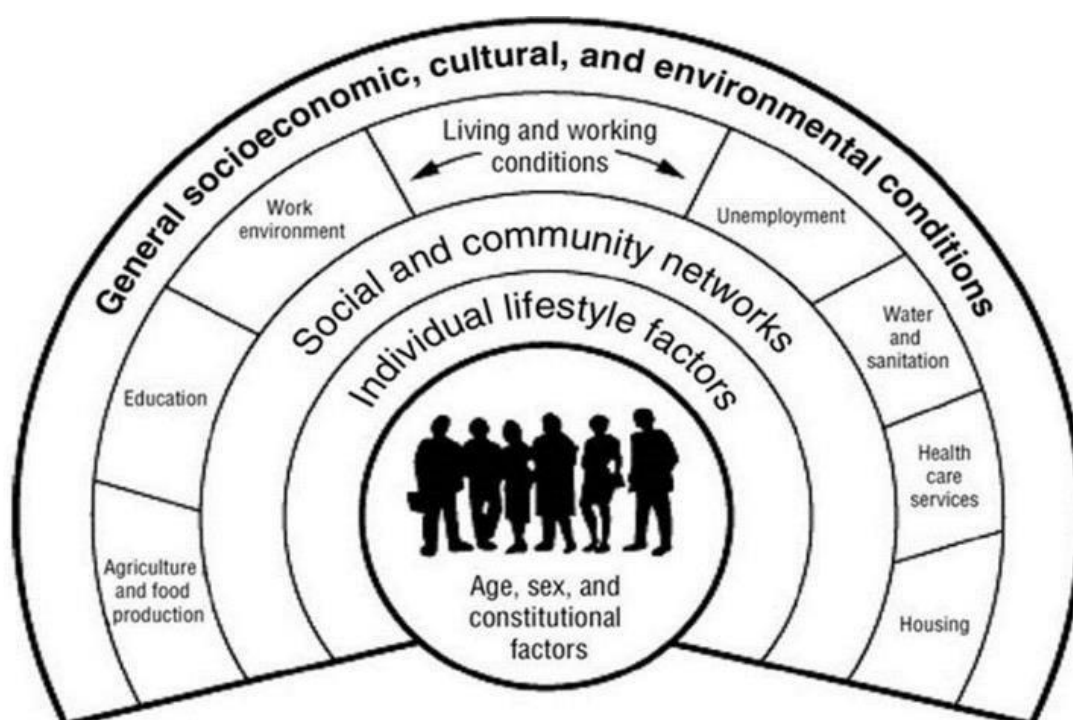 General socioeconomic, cultural, and environmental conditions
Living and working
conditions
Work
environment
Unemployment
Social and community networks
Individual lifestyle factors
Water
and
sanitation
Education
Health
care
services
Agriculture
and food
production
Housing
Age, sex, and
constitutional
factors